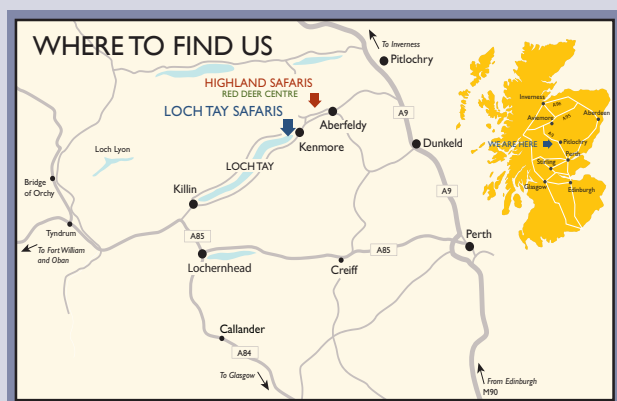 WHERE TO FIND US
To Inverness
Pitlochry
HIGHLAND SAFARIS
RED DEER CENTRE
LOCH TAY SAFARIS
Aberfeldy
Kenmore
A9
Dunkeld
Loch Lyon
LOCH TAY
Bridge
of Orchy
Killin
A9
Tyndrum
To Fort William
and Oban
A85
Lochernhead
Creiff
A85
Perth
Callander
A84
To Glasgow
From Edinburgh
M90
Inverness
A96
Aberdeen
Aviemore
A95
A9
WE ARE HERE
Pitlochry
Perth
Stirling
Glasgow
Edinburgh